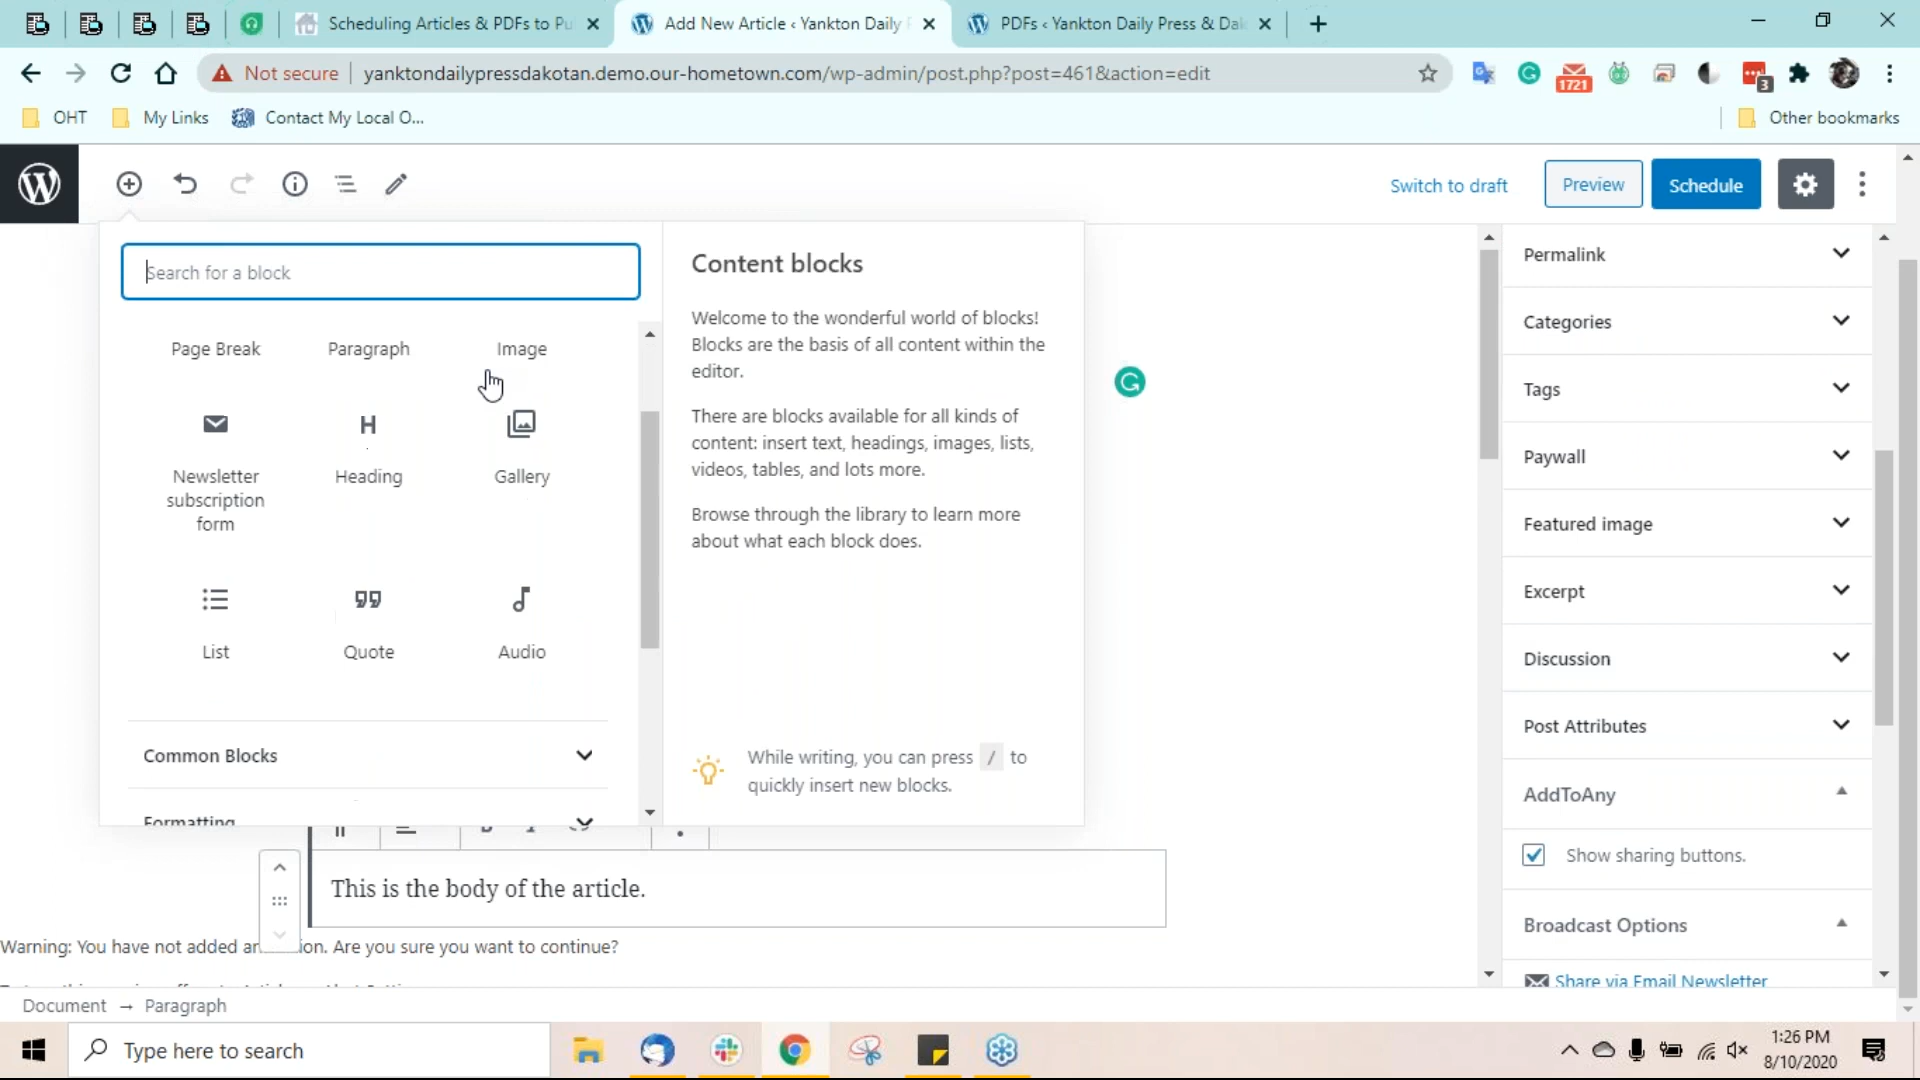 Scheduling Articles & PDFs to Pu
Add New Article ‹ Yankton Daily P
PDFs ‹ Yankton Daily Press & Dak
Not secure
yanktondailypressdakotan.demo.our-hometown.com/wp-admin/post.php?post=461&action=edit
1721
3
OHT
My Links
Contact My Local O...
Other bookmarks
Switch to draft
Preview
Schedule
Search for a block
Page Break
Paragraph
Image
Newsletter
subscription
form
Heading
Gallery
List
Quote
Audio
Common Blocks
Formatting
Content blocks
Welcome to the wonderful world of blocks!
Blocks are the basis of all content within the
editor.
There are blocks available for all kinds of
content: insert text, headings, images, lists,
videos, tables, and lots more.
Browse through the library to learn more
about what each block does.
While writing, you can press / to
quickly insert new blocks.
This is the body of the article.
Warning: You have not added an ion. Are you sure you want to continue?
Document → Paragraph
Permalink
Categories
Tags
Paywall
Featured image
Excerpt
Discussion
Post Attributes
AddToAny
Show sharing buttons.
Broadcast Options
Share via Email Newsletter
Type here to search
1:26 PM
8/10/2020